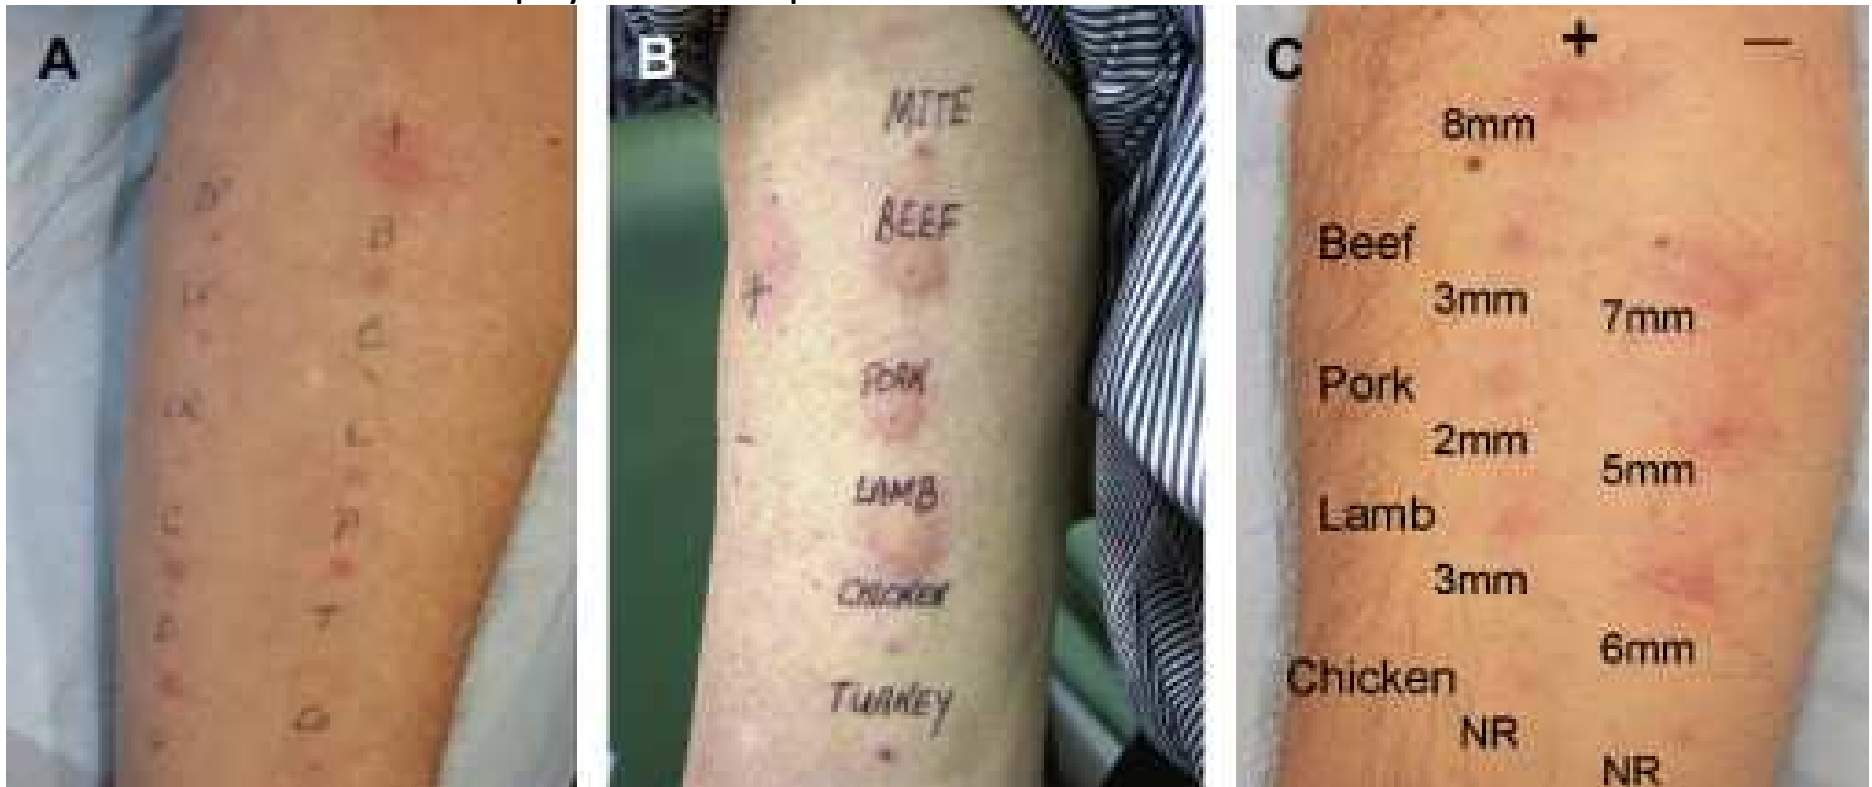 A
+
B
C
L
P
T
C
B
MITE
BEEF
+
PORK
-
LAMB
CHICKEN
TURKEY
C
+ —
8mm
Beef
3mm 7mm
Pork
2mm 5mm
Lamb
3mm 6mm
Chicken
NR NR